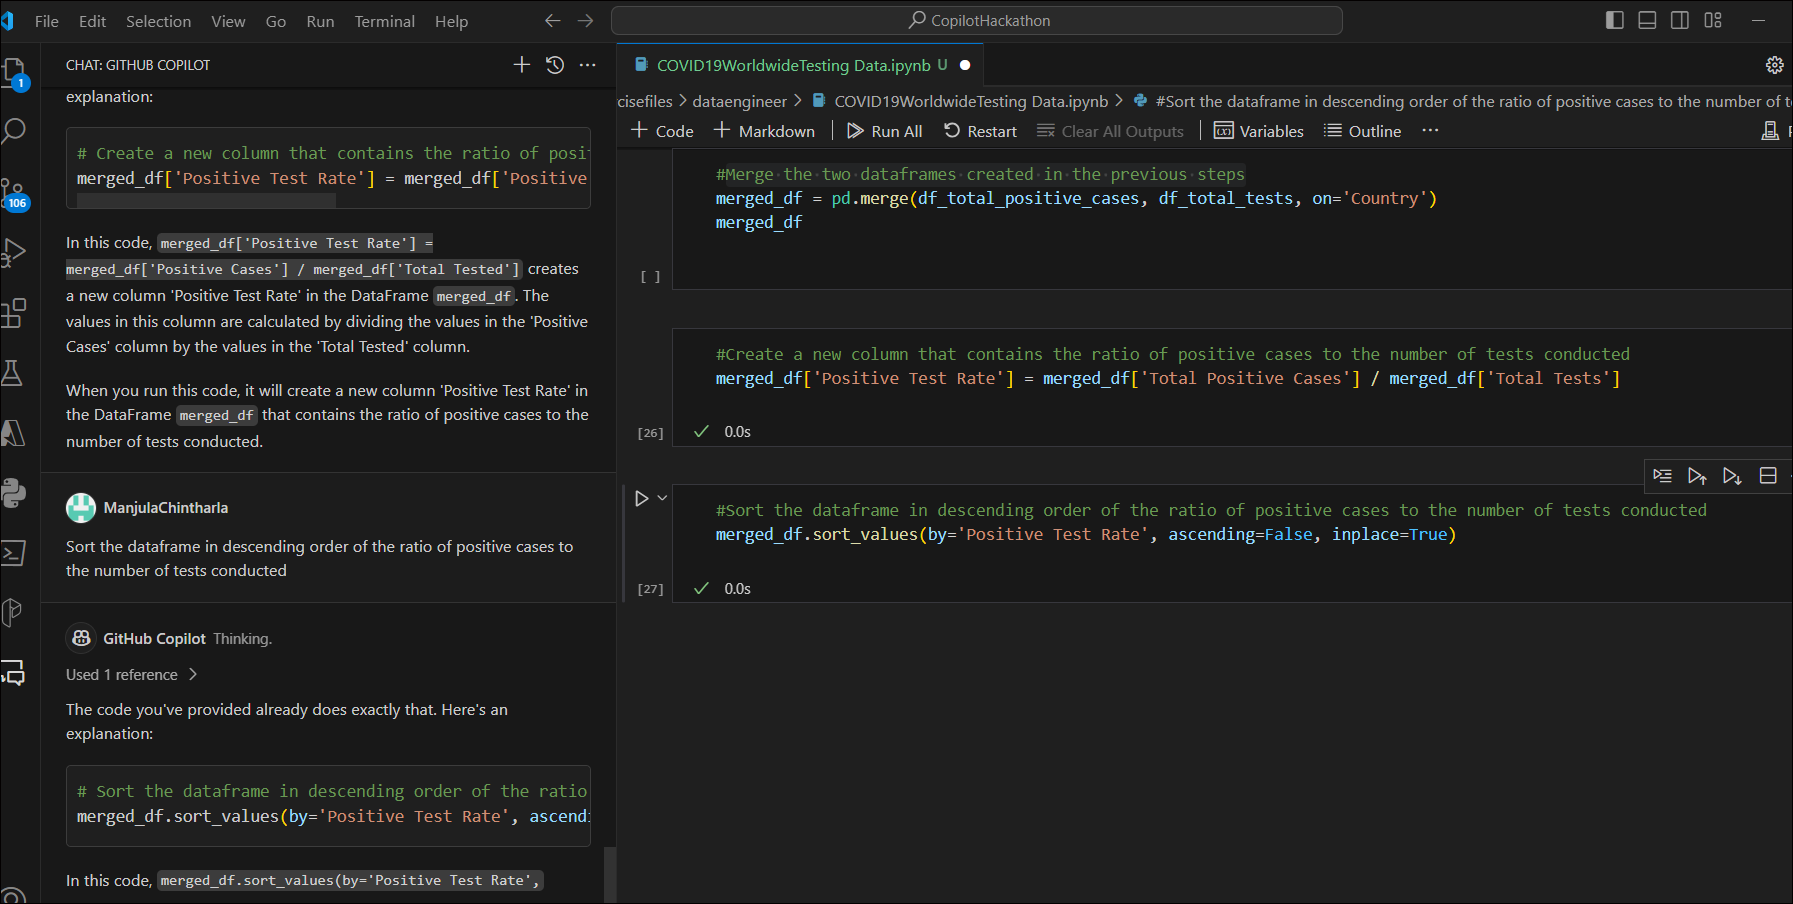 File Edit Selection View Go Run Terminal Help
CopilotHackathon
1
106
CHAT: GITHUB COPILOT
explanation:
# Create a new column that contains the ratio of posit
merged_df['Positive Test Rate'] = merged_df['Positive
In this code, merged_df['Positive Test Rate'] =
merged_df['Positive Cases'] / merged_df['Total Tested'] creates
a new column 'Positive Test Rate' in the DataFrame merged_df. The
values in this column are calculated by dividing the values in the 'Positive
Cases' column by the values in the 'Total Tested' column.
When you run this code, it will create a new column 'Positive Test Rate' in
the DataFrame merged_df that contains the ratio of positive cases to the
number of tests conducted.
ManjulaChintharla
Sort the dataframe in descending order of the ratio of positive cases to
the number of tests conducted
GitHub Copilot Thinking.
Used 1 reference
The code you've provided already does exactly that. Here's an
explanation:
# Sort the dataframe in descending order of the ratio
merged_df.sort_values(by='Positive Test Rate', ascendi
In this code, merged_df.sort_values(by='Positive Test Rate',
COVID19WorldwideTesting Data.ipynb U
cisefiles > dataengineer > COVID19WorldwideTesting Data.ipynb > #Sort the dataframe in descending order of the ratio of positive cases to the number of t
+ Code + Markdown Run All Restart Clear All Outputs Variables Outline ...
#Merge the two dataframes created in the previous steps
merged_df = pd.merge(df_total_positive_cases, df_total_tests, on='Country')
merged_df
[ ]
#Create a new column that contains the ratio of positive cases to the number of tests conducted
merged_df['Positive Test Rate'] = merged_df['Total Positive Cases'] / merged_df['Total Tests']
[26] 0.0s
#Sort the dataframe in descending order of the ratio of positive cases to the number of tests conducted
merged_df.sort_values(by='Positive Test Rate', ascending=False, inplace=True)
[27] 0.0s